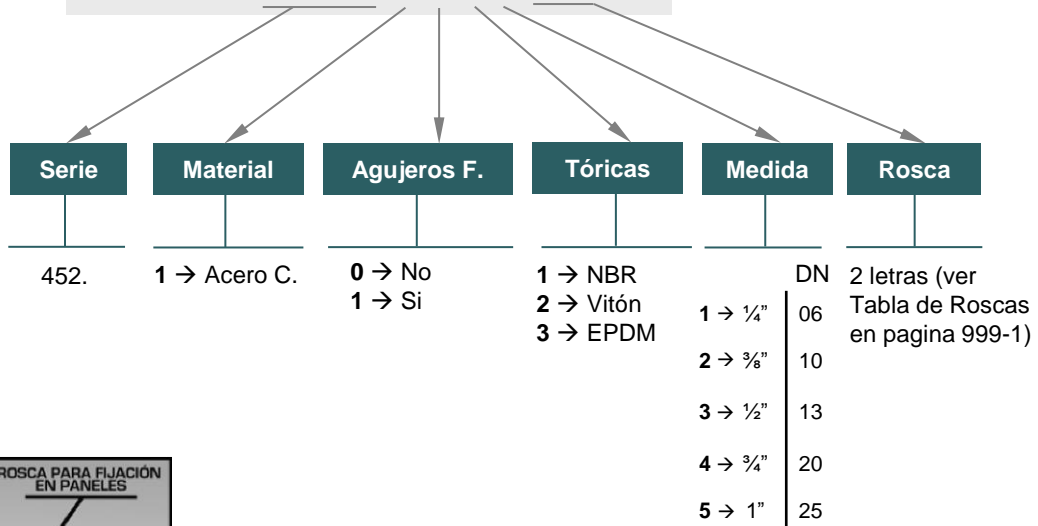 Serie
Material
Agujeros F.
Tóricas
Medida
Rosca
452.
1 → Acero C.
0 → No
1 → Si
1 → NBR
2 → Vitón
3 → EPDM
DN
1 → ¼” 06
2 → ⅜” 10
3 → ½” 13
4 → ¾” 20
5 → 1” 25
2 letras (ver
Tabla de Roscas
en pagina 999-1)
ROSCA PARA FIJACIÓN
EN PANELES